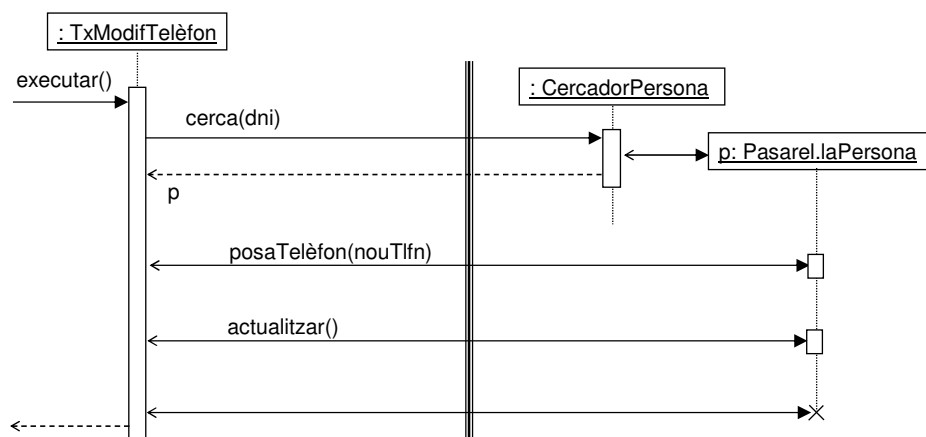 : TxModifTelèfon
executar()
: CercadorPersona
cerca(dni)
p: Pasarel.laPersona
p
posaTelèfon(nouTlfn)
actualitzar()